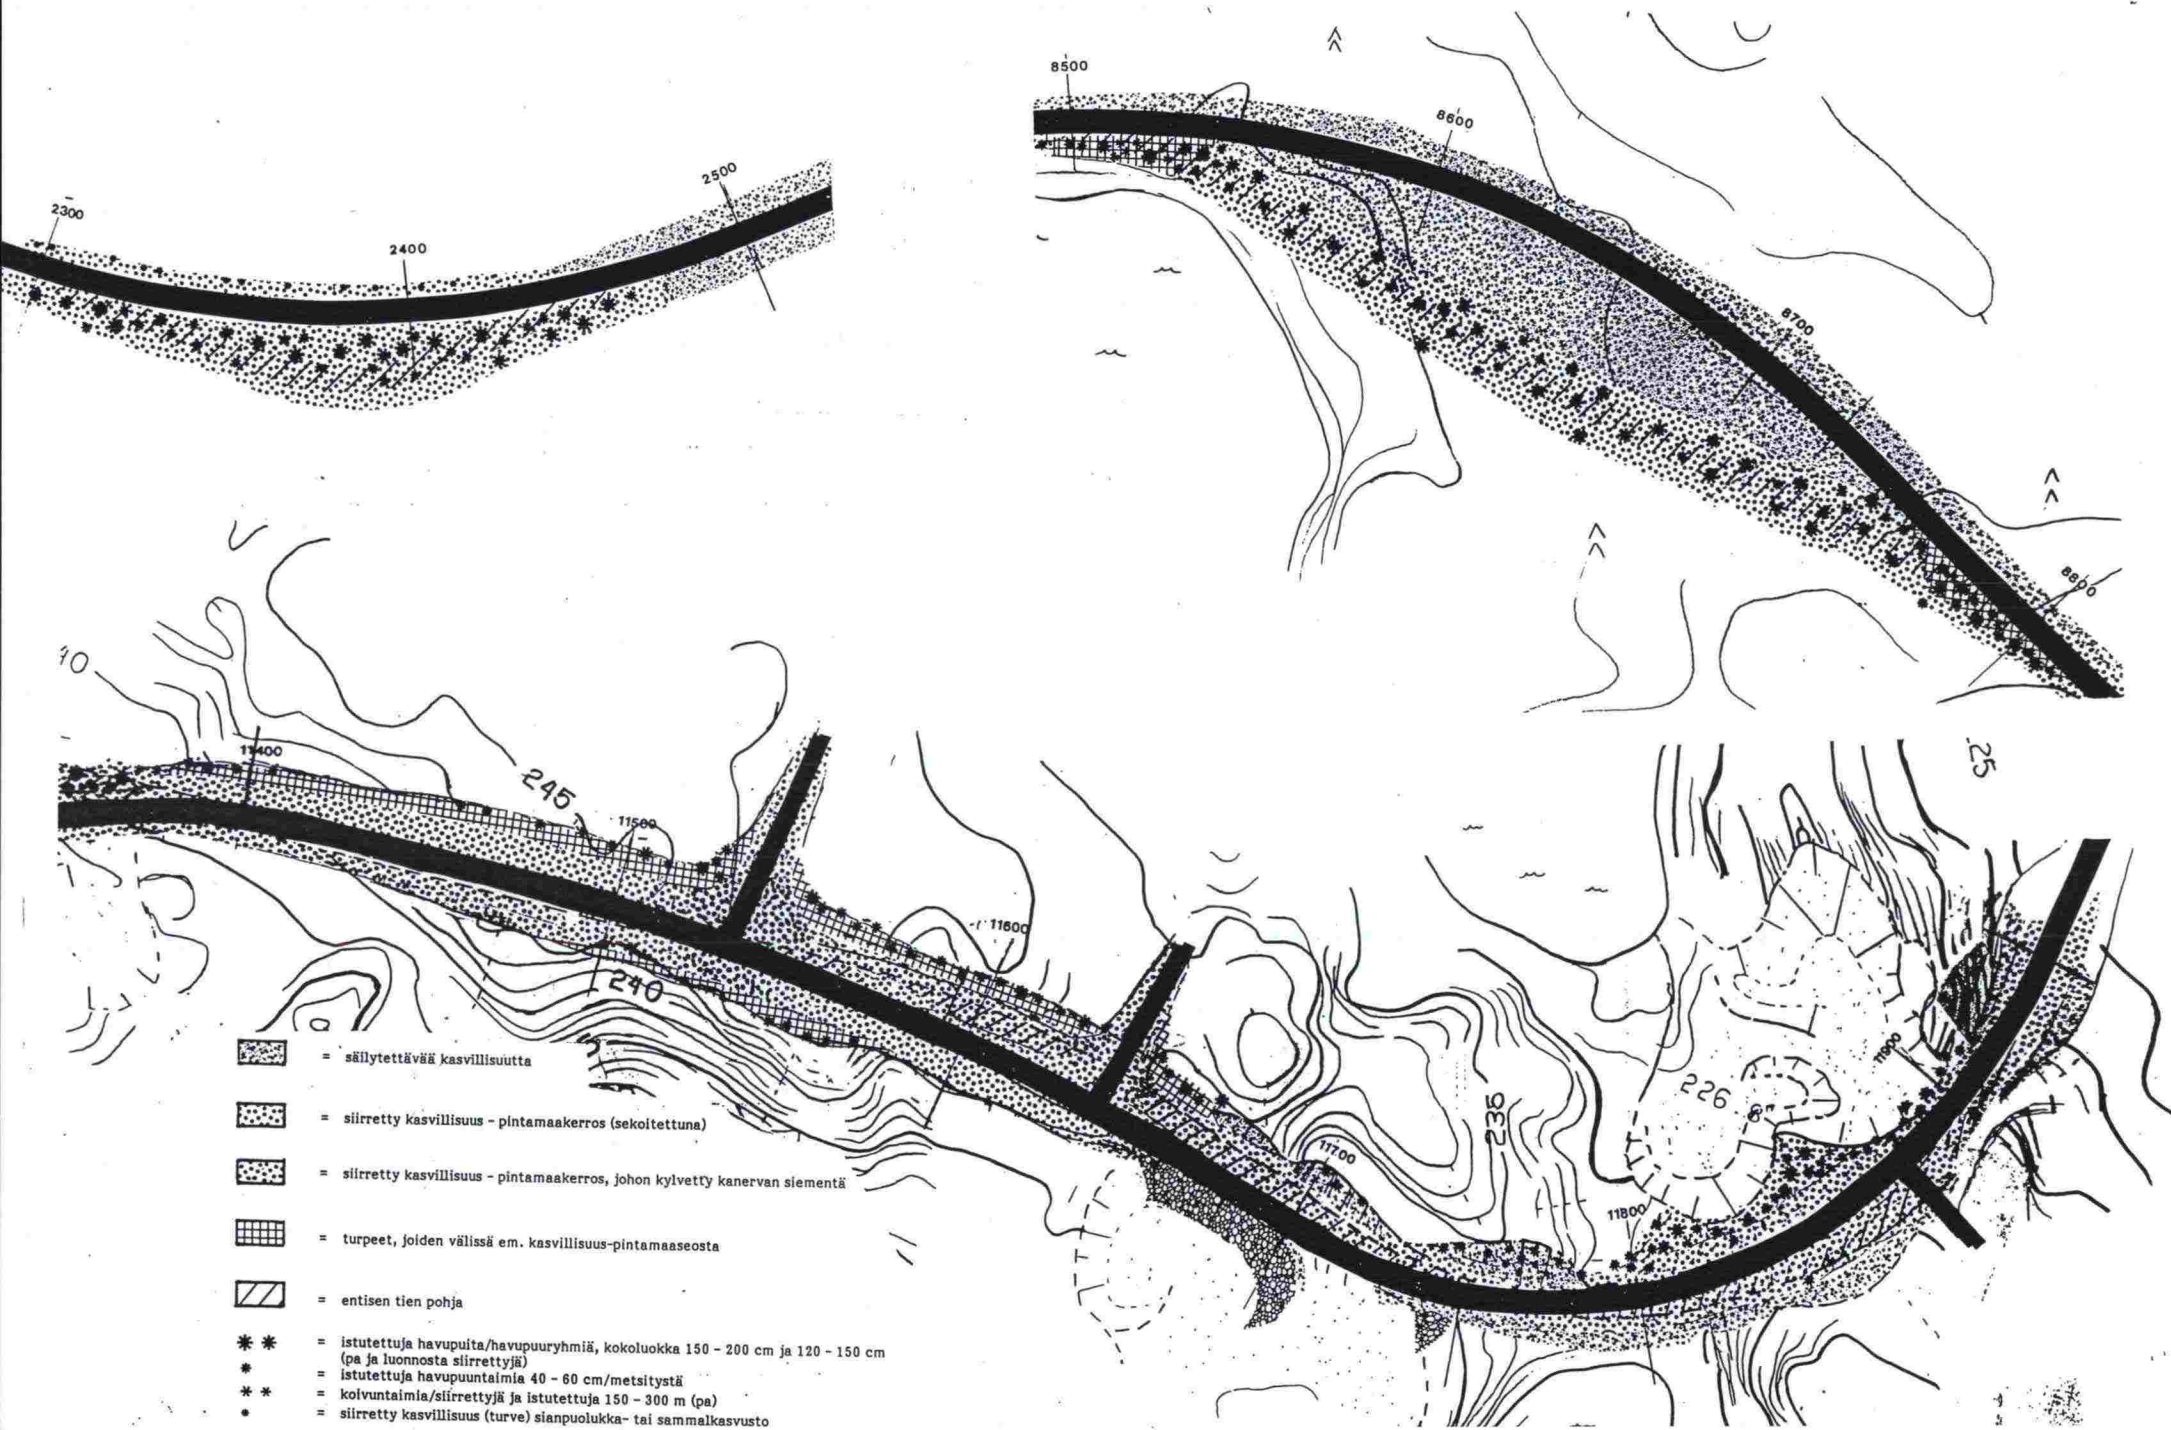 8500
8600
2500
2300
2400
8700
8800
40
11400
245
11500
25
11600
240
11900
226
236
11700
11800
= säilytettävää kasvillisuutta
= siirretty kasvillisuus - pintamaakerros (sekoitettuna)
= siirretty kasvillisuus - pintamaakerros, johon kylvetty kanervan siementä
= turpeet, joiden välissä em. kasvillisuus-pintamaaseosta
= entisen tien pohja
= istutettuja havupuita/havupuuryhmiä, kokoluokka 150 - 200 cm ja 120 - 150 cm
(pa ja luonnosta siirrettyjä)
= istutettuja havupuuntaimia 40 - 60 cm/metsitystä
= koivuntaimia/siirrettyjä ja istutettuja 150 - 300 m (pa)
= siirretty kasvillisuus (turve) sianpuolukka- tai sammalkasvusto